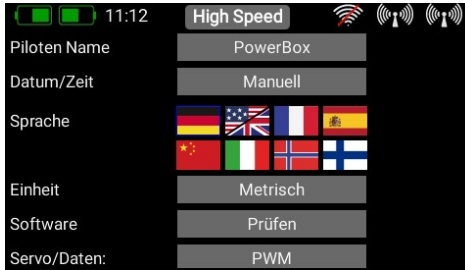 11:12 High Speed
Piloten Name PowerBox
Datum/Zeit Manuell
Sprache
Einheit Metrisch
Software Prüfen
Servo/Daten: PWM